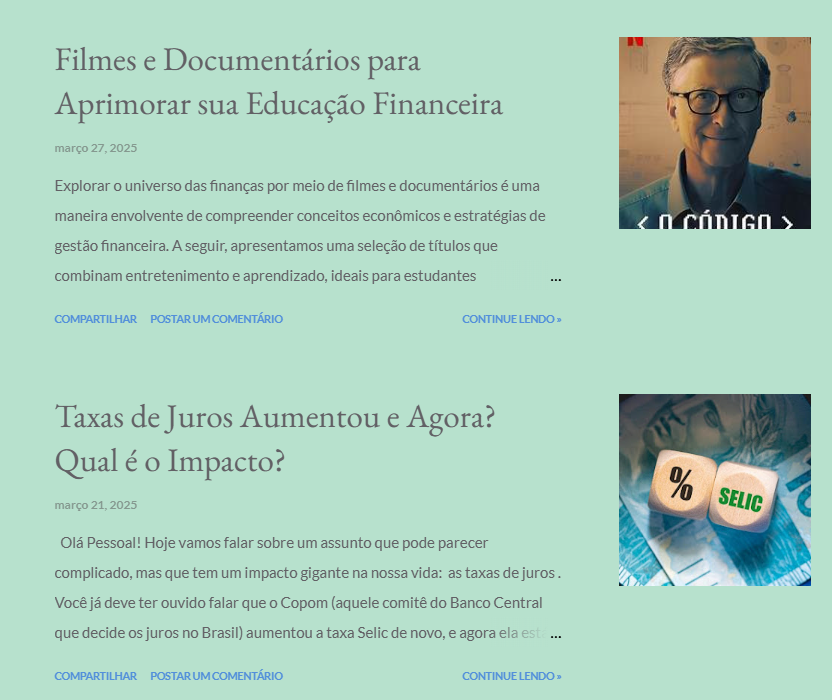 Filmes e Documentários para
Aprimorar sua Educação Financeira
março 27, 2025
Explorar o universo das finanças por meio de filmes e documentários é uma
maneira envolvente de compreender conceitos econômicos e estratégias de
gestão financeira. A seguir, apresentamos uma seleção de títulos que
combinam entretenimento e aprendizado, ideais para estudantes ...
COMPARTILHAR POSTAR UM COMENTÁRIO CONTINUE LENDO »
N
< O CÓDIGO >
Taxas de Juros Aumentou e Agora?
Qual é o Impacto?
março 21, 2025
Olá Pessoal! Hoje vamos falar sobre um assunto que pode parecer
complicado, mas que tem um impacto gigante na nossa vida: as taxas de juros .
Você já deve ter ouvido falar que o Copom (aquele comitê do Banco Central
que decide os juros no Brasil) aumentou a taxa Selic de novo, e agora ela está ...
COMPARTILHAR POSTAR UM COMENTÁRIO CONTINUE LENDO »
%
SELIC